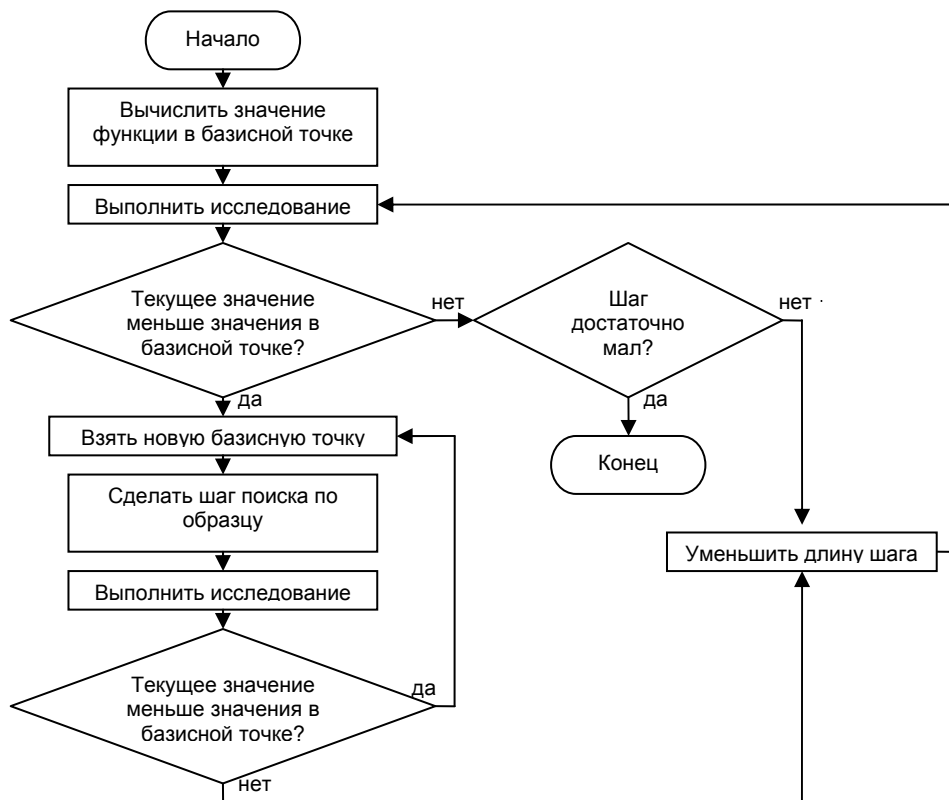 Начало
Вычислить значение
функции в базисной точке
Выполнить исследование
Текущее значение
меньше значения в
базисной точке?
нет
Шаг
достаточно
мал?
нет
да
да
Взять новую базисную точку
Конец
Сделать шаг поиска по
образцу
Уменьшить длину шага
Выполнить исследование
Текущее значение
меньше значения в
базисной точке?
да
нет